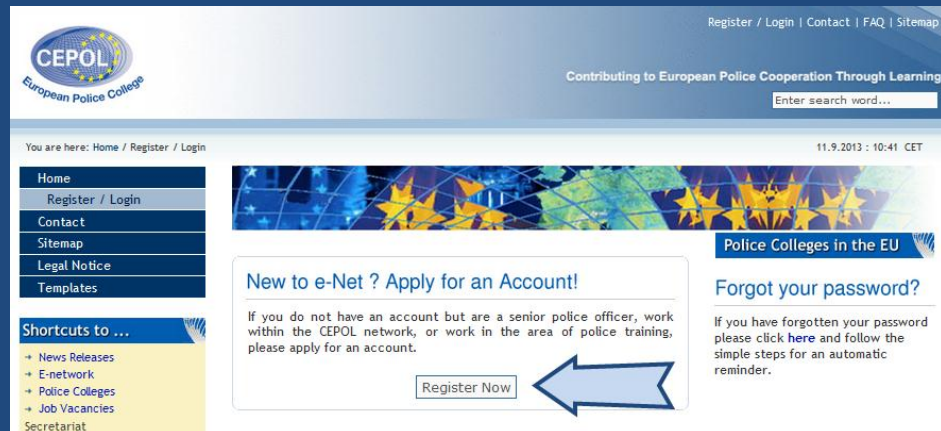 Register / Login | Contact | FAQ | Sitemap
CEPOL
European Police College
Contributing to European Police Cooperation Through Learning
Enter search word...
You are here: Home / Register / Login
11.9.2013 : 10:41 CET
Home
Register / Login
Contact
Sitemap
Legal Notice
Templates
Shortcuts to ...
News Releases
E-network
Police Colleges
Job Vacancies
Secretariat
New to e-Net ? Apply for an Account!
If you do not have an account but are a senior police officer, work
within the CEPOL network, or work in the area of police training,
please apply for an account.
Register Now
Police Colleges in the EU
Forgot your password?
If you have forgotten your password
please click here and follow the
simple steps for an automatic
reminder.